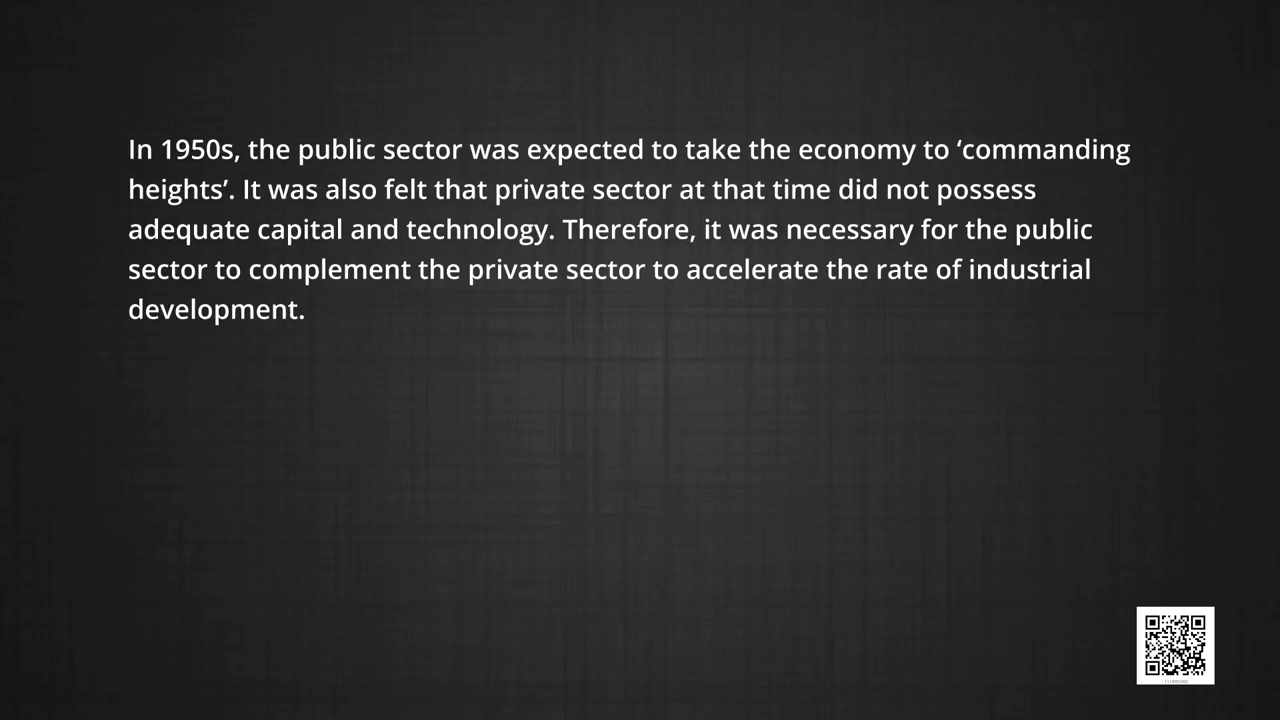 In 1950s, the public sector was expected to take the economy to ‘commanding
heights’. It was also felt that private sector at that time did not possess
adequate capital and technology. Therefore, it was necessary for the public
sector to complement the private sector to accelerate the rate of industrial
development.